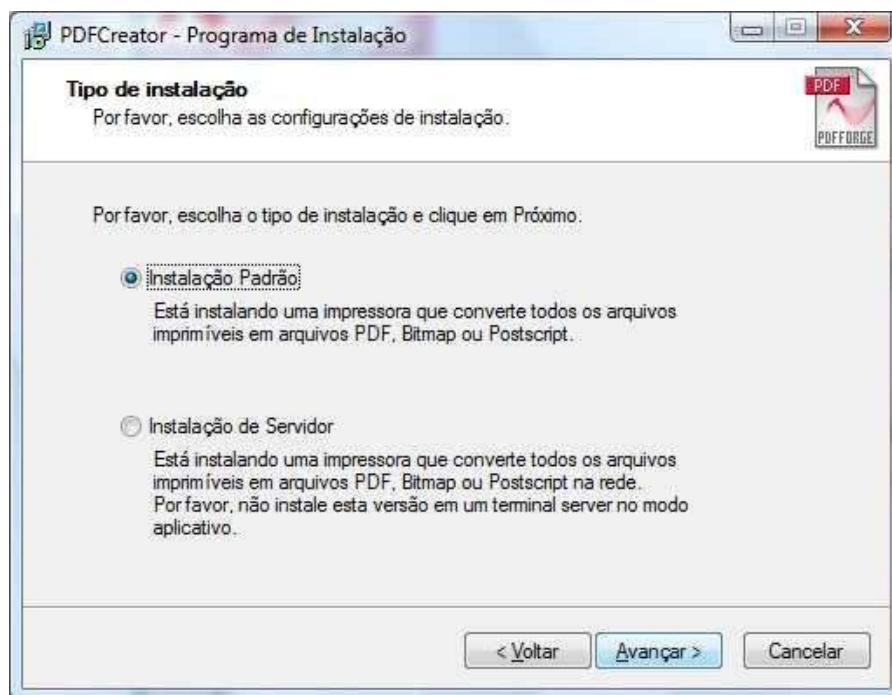 PDFCreator - Programa de Instalação
Tipo de instalação
Por favor, escolha as configurações de instalação.
PDF
PDFFORGE
Por favor, escolha o tipo de instalação e clique em Próximo.
Instalação Padrão
Está instalando uma impressora que converte todos os arquivos
imprimíveis em arquivos PDF, Bitmap ou Postscript.
Instalação de Servidor
Está instalando uma impressora que converte todos os arquivos
imprimíveis em arquivos PDF, Bitmap ou Postscript na rede.
Por favor, não instale esta versão em um terminal server no modo
aplicativo.
< Voltar
Avançar >
Cancelar